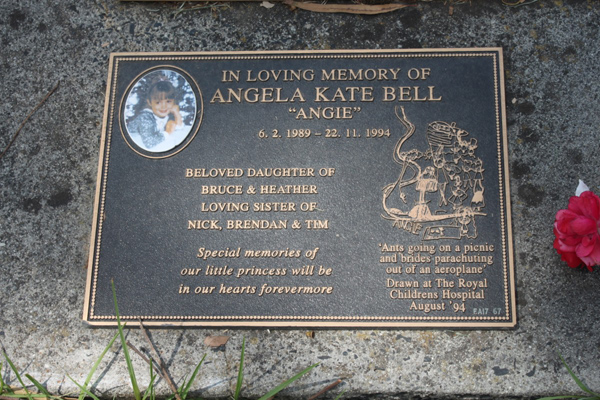 IN LOVING MEMORY OF
ANGELA KATE BELL
"ANGIE"
6. 2. 1989 – 22. 11. 1994
BELOVED DAUGHTER OF
BRUCE & HEATHER
LOVING SISTER OF
NICK, BRENDAN & TIM
Special memories of
our little princess will be
in our hearts forevermore
ANGIE
"Ants going on a picnic
and brides parachuting
out of an aeroplane"
Drawn at The Royal
Childrens Hospital
August '94
EA17 67